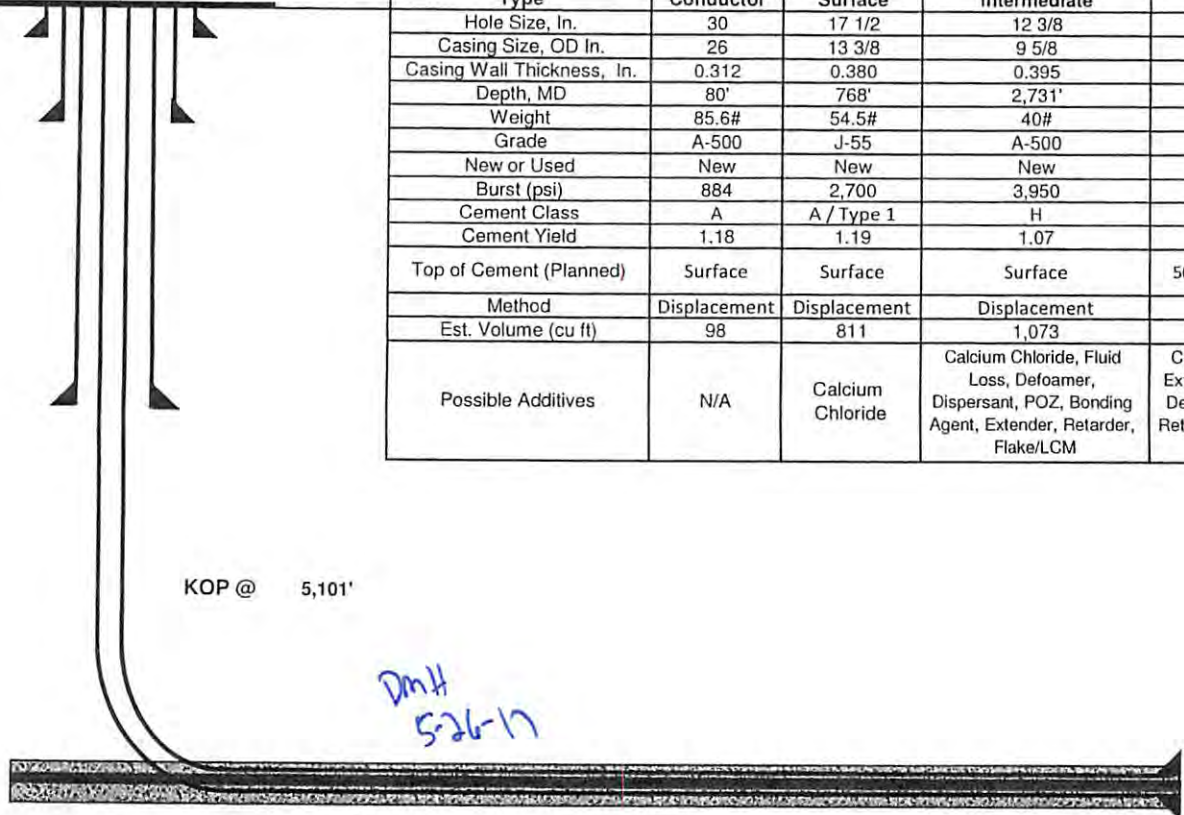 Type Conductor Surface Intermediate
Hole Size, In. 30 17 1/2 12 3/8
Casing Size, OD In. 26 13 3/8 9 5/8
Casing Wall Thickness, In. 0.312 0.380 0.395
Depth, MD 80' 768' 2,731'
Weight 85.6# 54.5# 40#
Grade A-500 J-55 A-500
New or Used New New New
Burst (psi) 884 2,700 3,950
Cement Class A A / Type 1 H
Cement Yield 1.18 1.19 1.07
Top of Cement (Planned) Surface Surface Surface
Method Displacement Displacement Displacement
Est. Volume (cu ft) 98 811 1,073
Possible Additives N/A Calcium Chloride Calcium Chloride, Fluid
Loss, Defoamer,
Dispersant, POZ, Bonding
Agent, Extender, Retarder,
Flake/LCM
KOP @ 5,101'
DmH
5-26-17